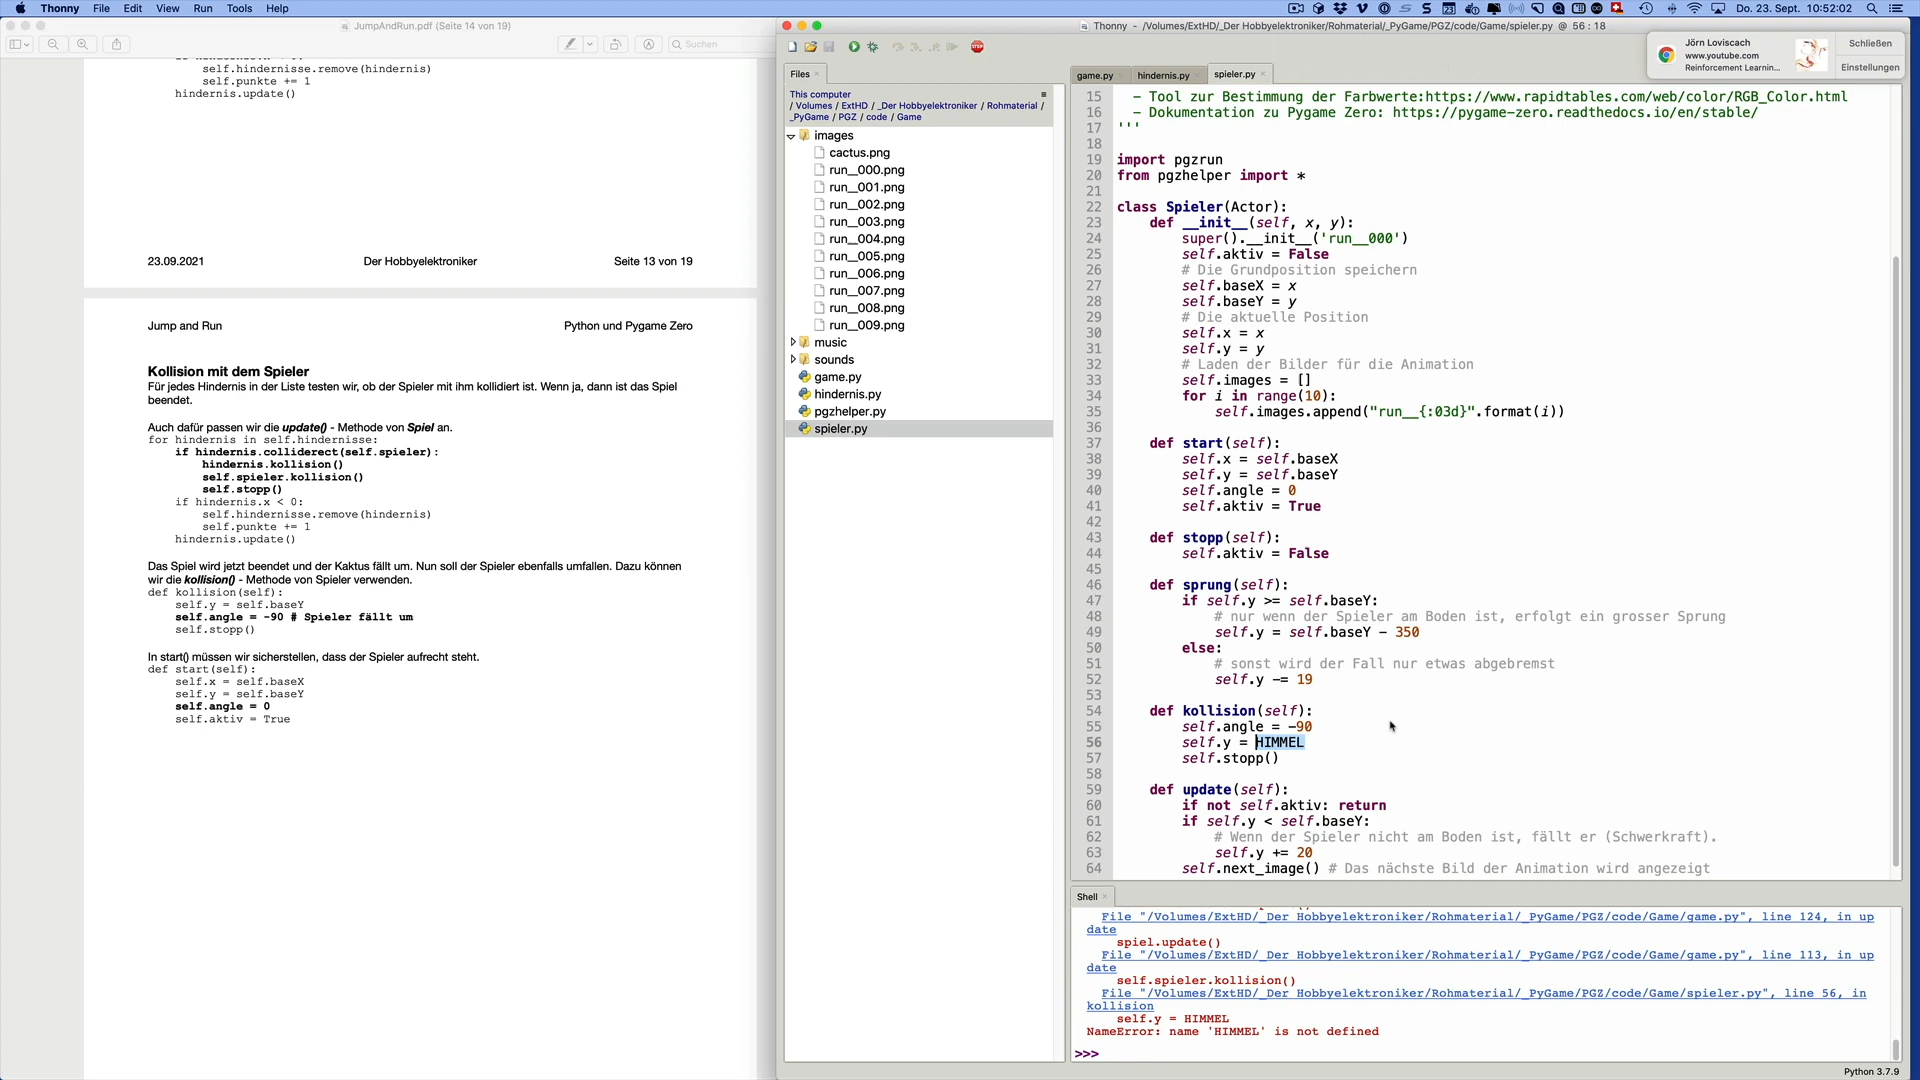 Thonny File Edit View Run Tools Help
Do. 23. Sept. 10:52:02
JumpAndRun.pdf (Seite 14 von 19)
Suchen
self.hindernisse.remove(hindernis)
self.punkte += 1
hindernis.update()
23.09.2021 Der Hobbyelektroniker Seite 13 von 19
Jump and Run Python und Pygame Zero
Kollision mit dem Spieler
Für jedes Hindernis in der Liste testen wir, ob der Spieler mit ihm kollidiert ist. Wenn ja, dann ist das Spiel
beendet.
Auch dafür passen wir die update() - Methode von Spiel an.
for hindernis in self.hindernisse:
if hindernis.colliderect(self.spieler):
hindernis.kollision()
self.spieler.kollision()
self.stopp()
if hindernis.x < 0:
self.hindernisse.remove(hindernis)
self.punkte += 1
hindernis.update()
Das Spiel wird jetzt beendet und der Kaktus fällt um. Nun soll der Spieler ebenfalls umfallen. Dazu können
wir die kollision() - Methode von Spieler verwenden.
def kollision(self):
self.y = self.baseY
self.angle = -90 # Spieler fällt um
self.stopp()
In start() müssen wir sicherstellen, dass der Spieler aufrecht steht.
def start(self):
self.x = self.baseX
self.y = self.baseY
self.angle = 0
self.aktiv = True
Thonny - /Volumes/ExtHD/_Der Hobbyelektroniker/Rohmaterial/_PyGame/PGZ/code/Game/spieler.py @ 56 : 18
Jörn Loviscach
www.youtube.com
Reinforcement Learnin...
Schließen
Einstellungen
Files
This computer
/ Volumes / ExtHD / _Der Hobbyelektroniker / Rohmaterial /
_PyGame / PGZ / code / Game
images
cactus.png
run__000.png
run__001.png
run__002.png
run__003.png
run__004.png
run__005.png
run__006.png
run__007.png
run__008.png
run__009.png
music
sounds
game.py
hindernis.py
pgzhelper.py
spieler.py
game.py hindernis.py spieler.py
15 - Tool zur Bestimmung der Farbwerte:https://www.rapidtables.com/web/color/RGB_Color.html
16 - Dokumentation zu Pygame Zero: https://pygame-zero.readthedocs.io/en/stable/
17 '''
18
19 import pgzrun
20 from pgzhelper import *
21
22 class Spieler(Actor):
23 def __init__(self, x, y):
24 super().__init__('run__000')
25 self.aktiv = False
26 # Die Grundposition speichern
27 self.baseX = x
28 self.baseY = y
29 # Die aktuelle Position
30 self.x = x
31 self.y = y
32 # Laden der Bilder für die Animation
33 self.images = []
34 for i in range(10):
35 self.images.append("run__{:03d}".format(i))
36
37 def start(self):
38 self.x = self.baseX
39 self.y = self.baseY
40 self.angle = 0
41 self.aktiv = True
42
43 def stopp(self):
44 self.aktiv = False
45
46 def sprung(self):
47 if self.y >= self.baseY:
48 # nur wenn der Spieler am Boden ist, erfolgt ein grosser Sprung
49 self.y = self.baseY - 350
50 else:
51 # sonst wird der Fall nur etwas abgebremst
52 self.y -= 19
53
54 def kollision(self):
55 self.angle = -90
56 self.y = HIMMEL
57 self.stopp()
58
59 def update(self):
60 if not self.aktiv: return
61 if self.y < self.baseY:
62 # Wenn der Spieler nicht am Boden ist, fällt er (Schwerkraft).
63 self.y += 20
64 self.next_image() # Das nächste Bild der Animation wird angezeigt
Shell
File "/Volumes/ExtHD/_Der Hobbyelektroniker/Rohmaterial/_PyGame/PGZ/code/Game/game.py", line 124, in up
date
spiel.update()
File "/Volumes/ExtHD/_Der Hobbyelektroniker/Rohmaterial/_PyGame/PGZ/code/Game/game.py", line 113, in up
date
self.spieler.kollision()
File "/Volumes/ExtHD/_Der Hobbyelektroniker/Rohmaterial/_PyGame/PGZ/code/Game/spieler.py", line 56, in
kollision
self.y = HIMMEL
NameError: name 'HIMMEL' is not defined
>>>
Python 3.7.9